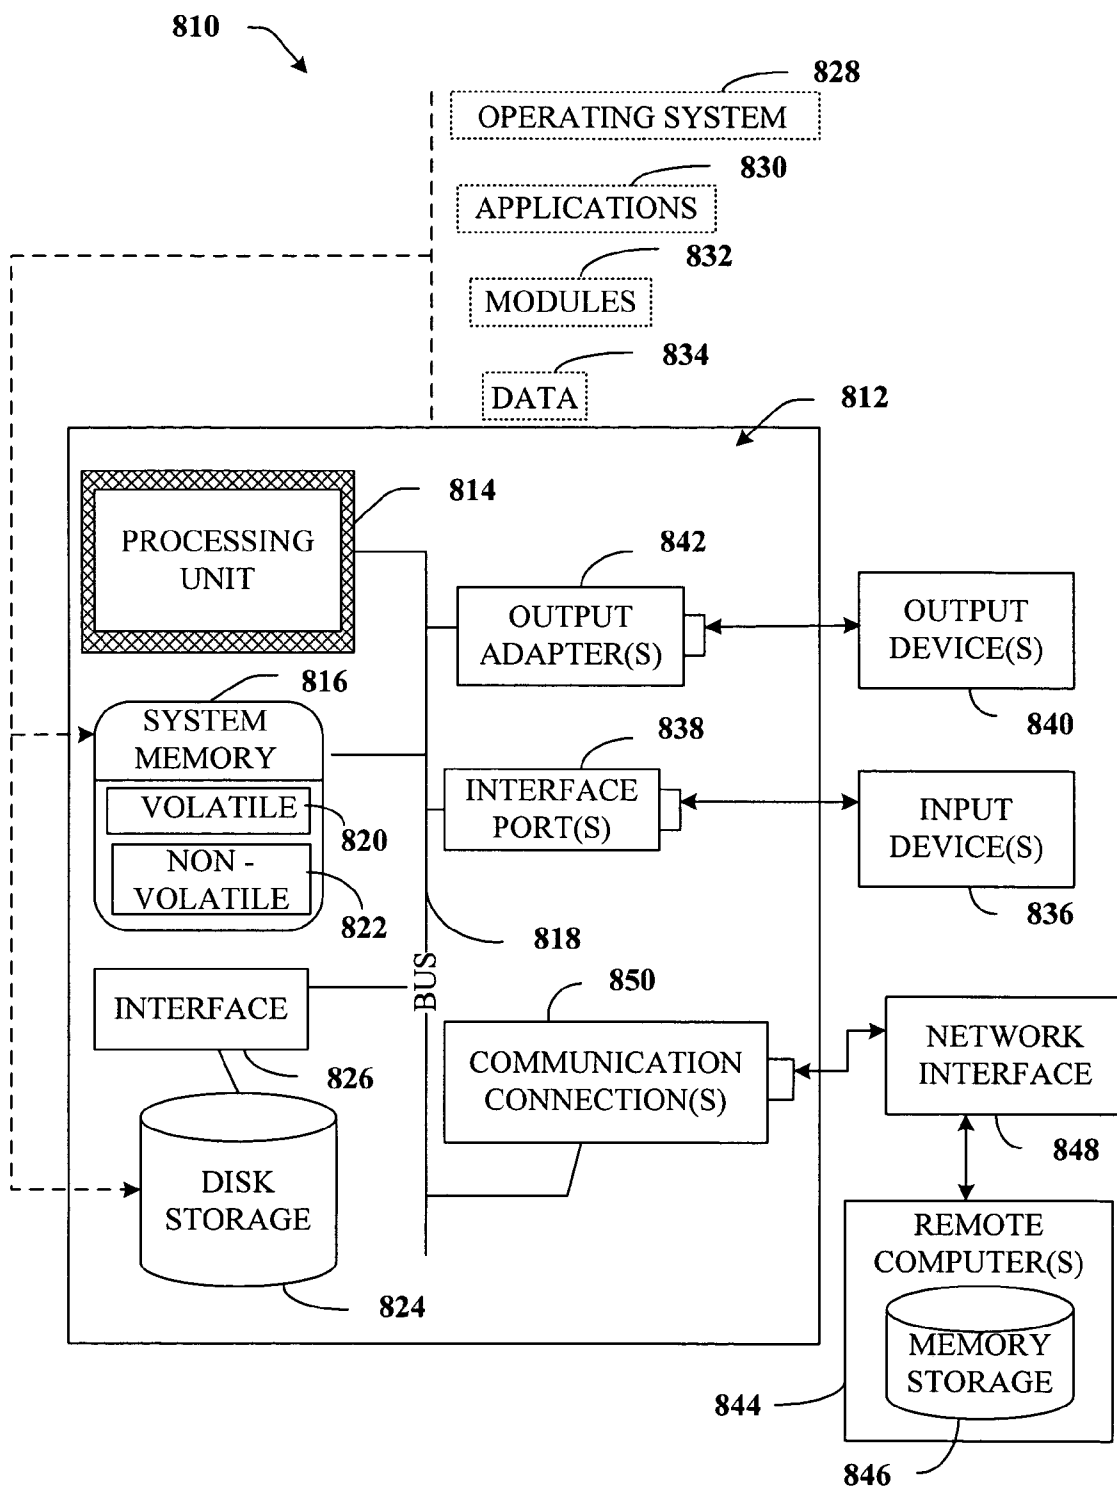 810
828
OPERATING SYSTEM
830
APPLICATIONS
832
MODULES
834
DATA
812
814
PROCESSING
UNIT
842
OUTPUT
ADAPTER(S)
OUTPUT
DEVICE(S)
840
816
SYSTEM
MEMORY
VOLATILE
820
NON -
VOLATILE
822
838
INTERFACE
PORT(S)
INPUT
DEVICE(S)
836
818
BUS
INTERFACE
826
850
COMMUNICATION
CONNECTION(S)
NETWORK
INTERFACE
848
DISK
STORAGE
824
REMOTE
COMPUTER(S)
MEMORY
STORAGE
844
846